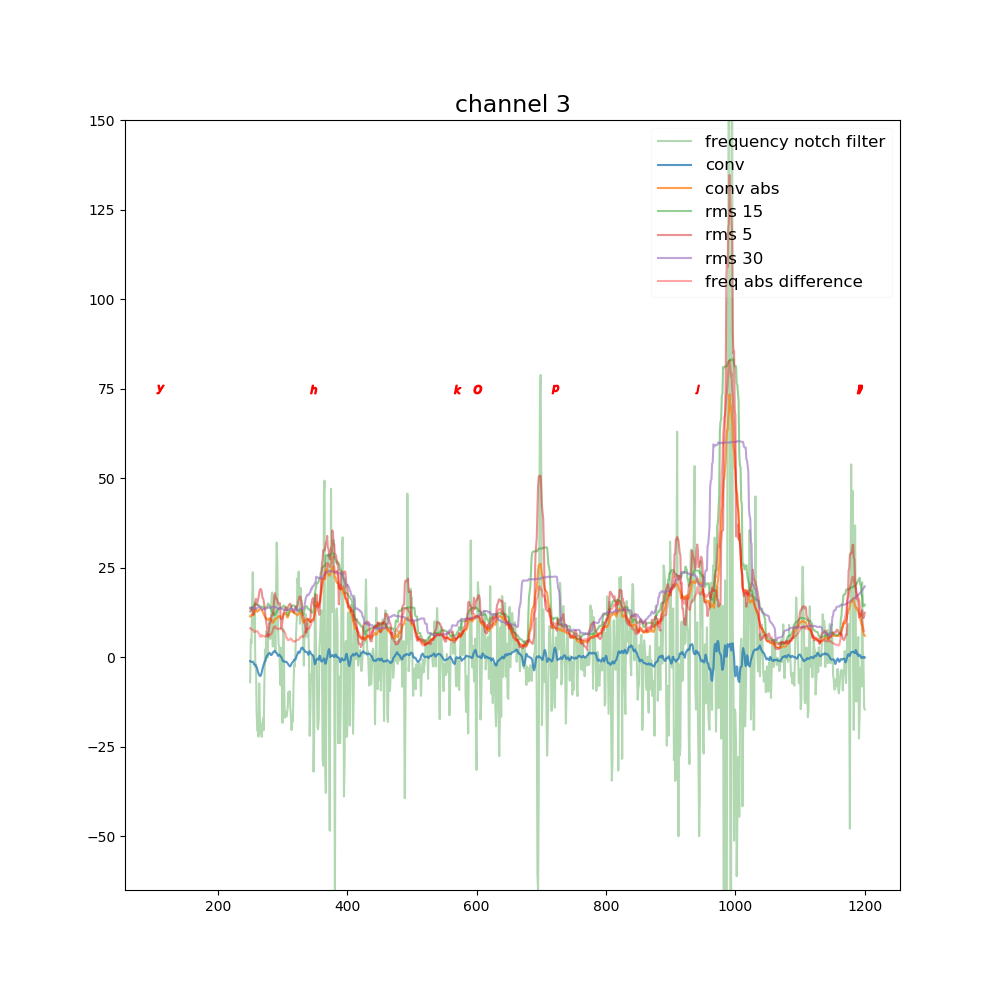 channel 3
150
125
100
75
50
25
0
−25
−50
frequency notch filter
conv
conv abs
rms 15
rms 5
rms 30
freq abs difference
y h k o p j
200 400 600 800 1000 1200